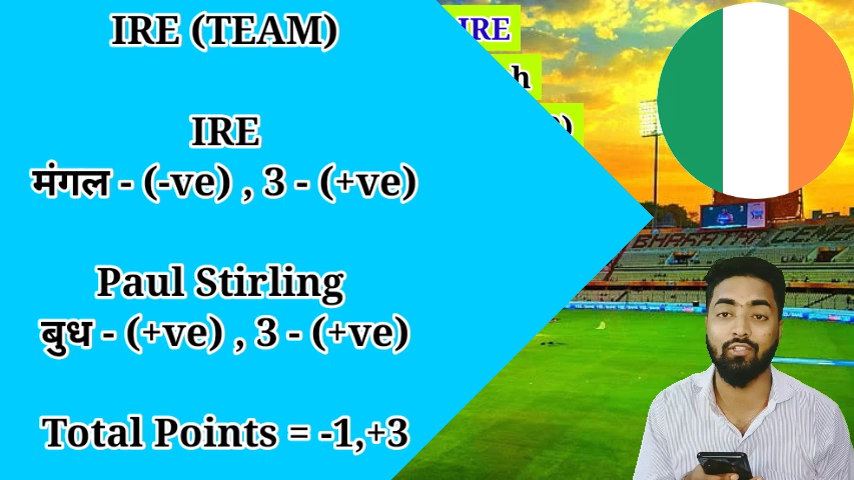 IRE (TEAM)
IRE
मंगल - (-ve) , 3 - (+ve)
Paul Stirling
बुध - (+ve) , 3 - (+ve)
Total Points = -1,+3
IRE